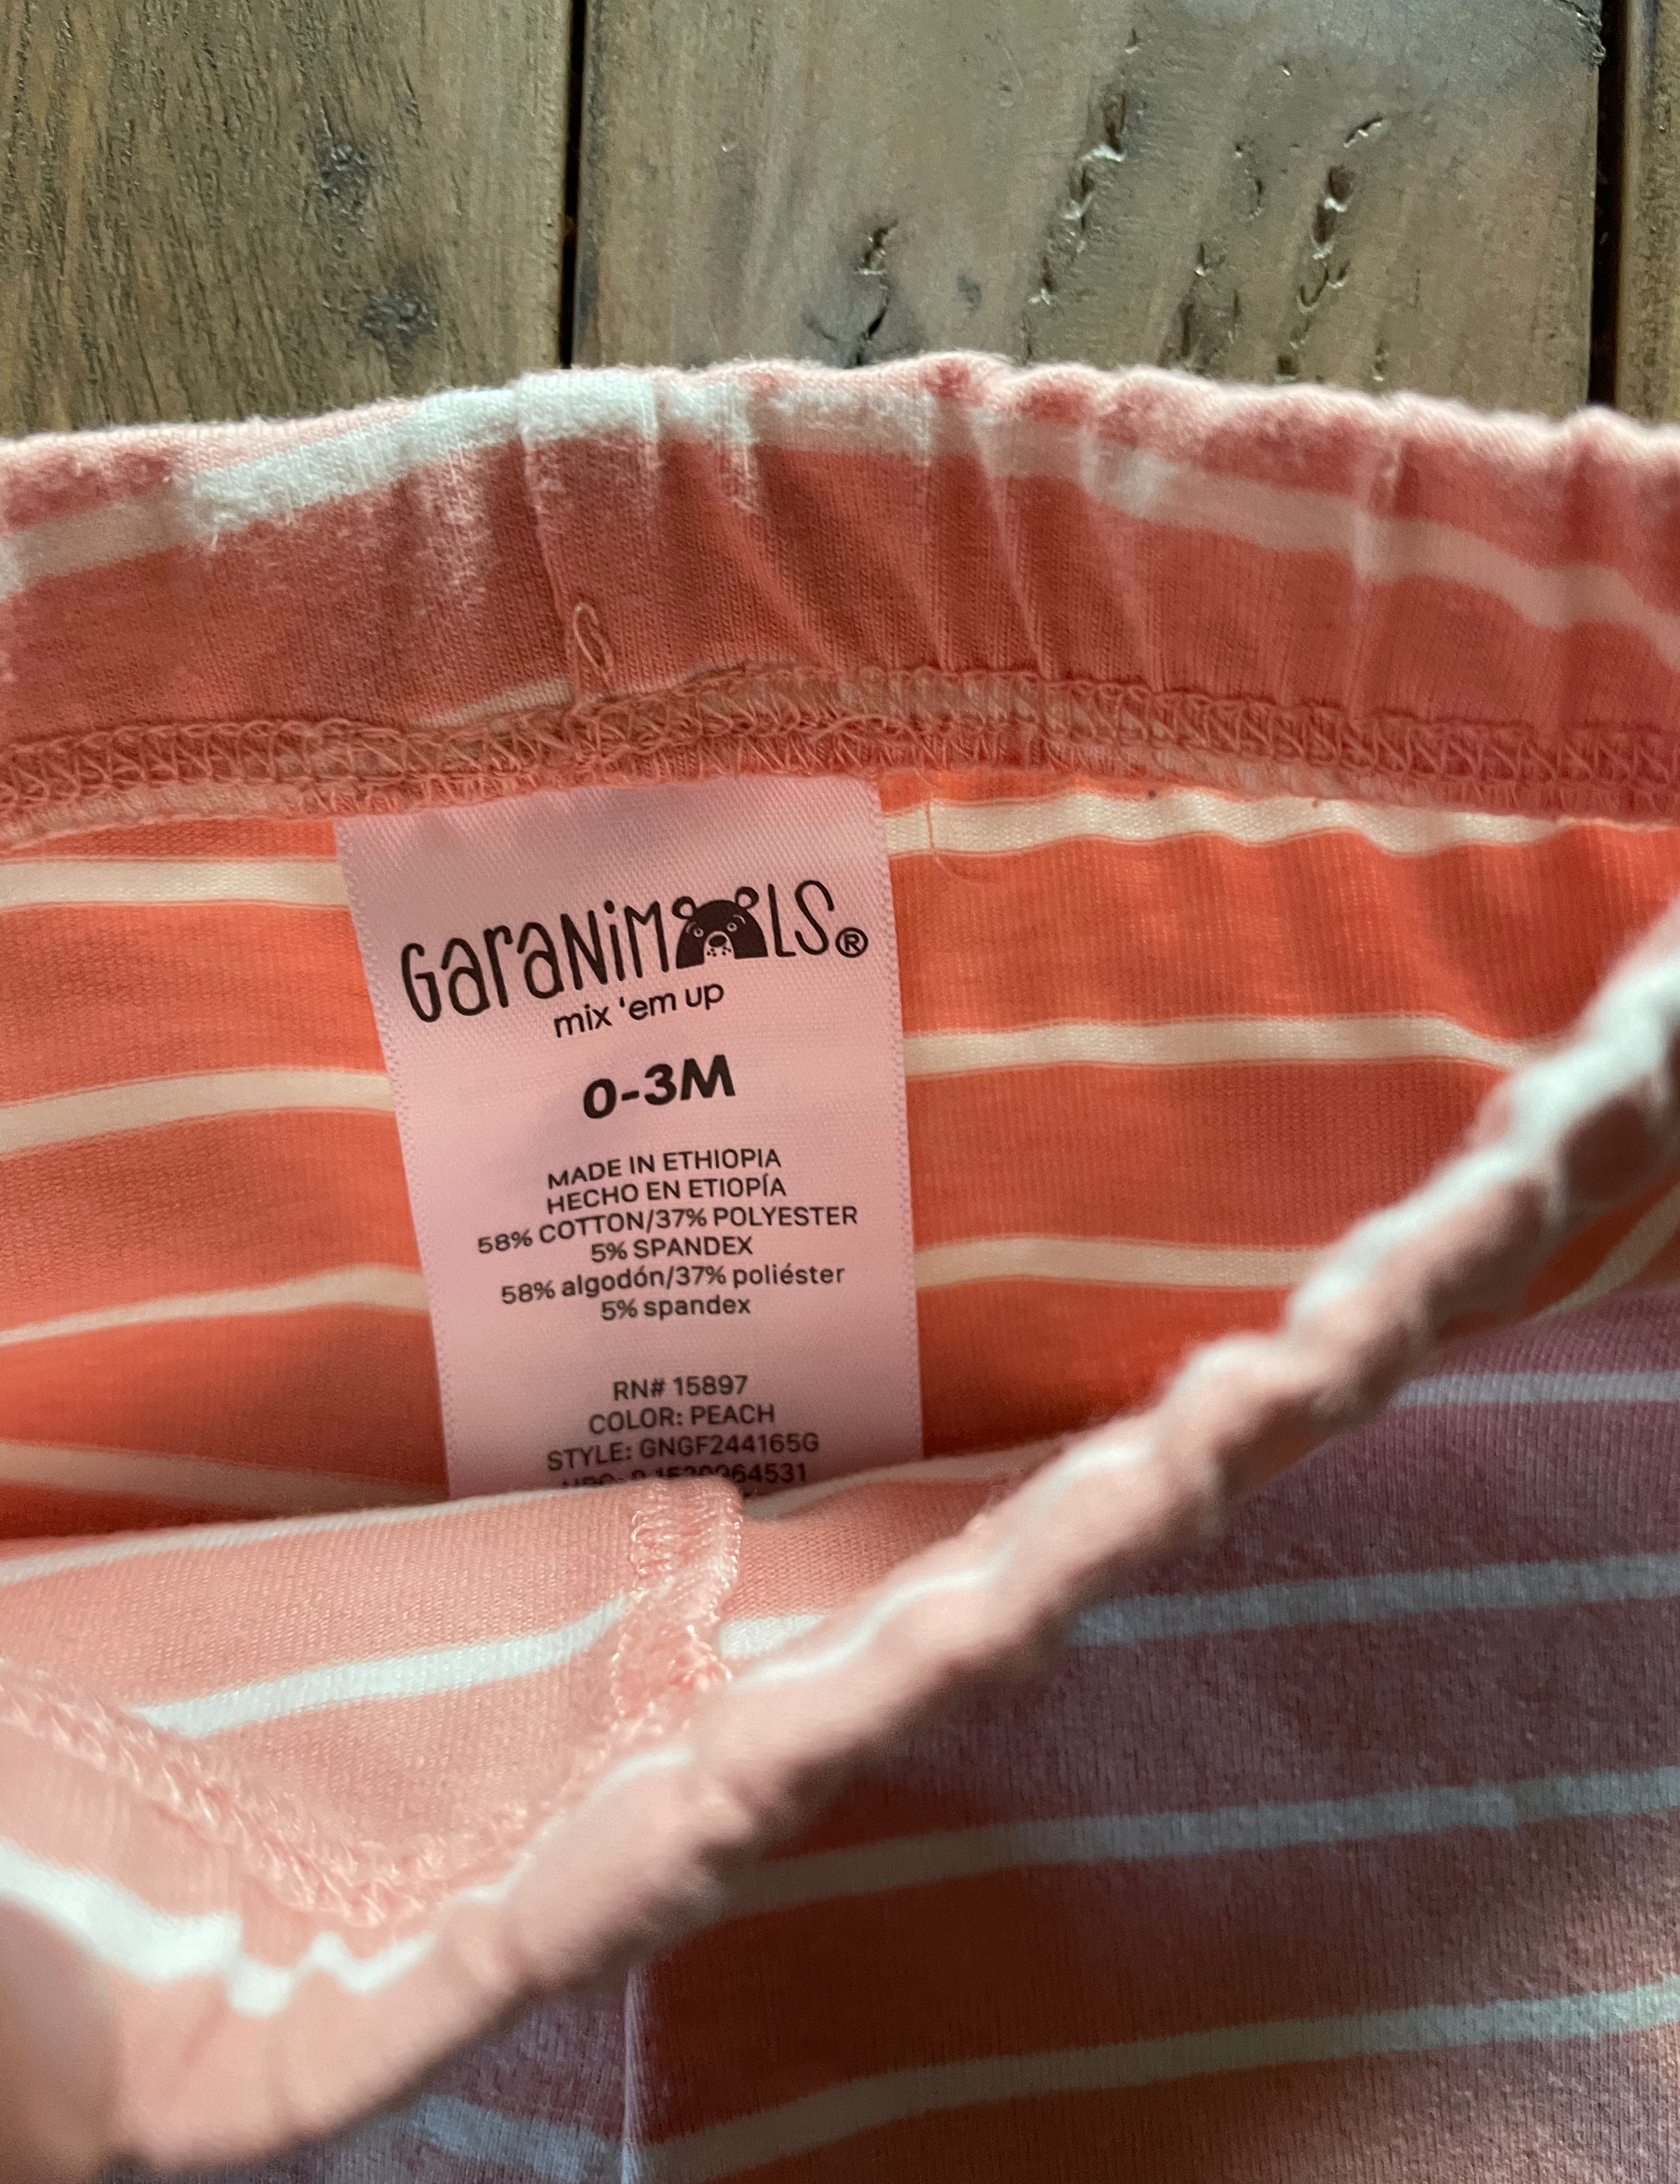 GaraNiMALS®
mix 'em up
0-3M
MADE IN ETHIOPIA
HECHO EN ETIOPÍA
58% COTTON/37% POLYESTER
5% SPANDEX
58% algodón/37% poliéster
5% spandex
RN# 15897
COLOR: PEACH
STYLE: GNGF244165G